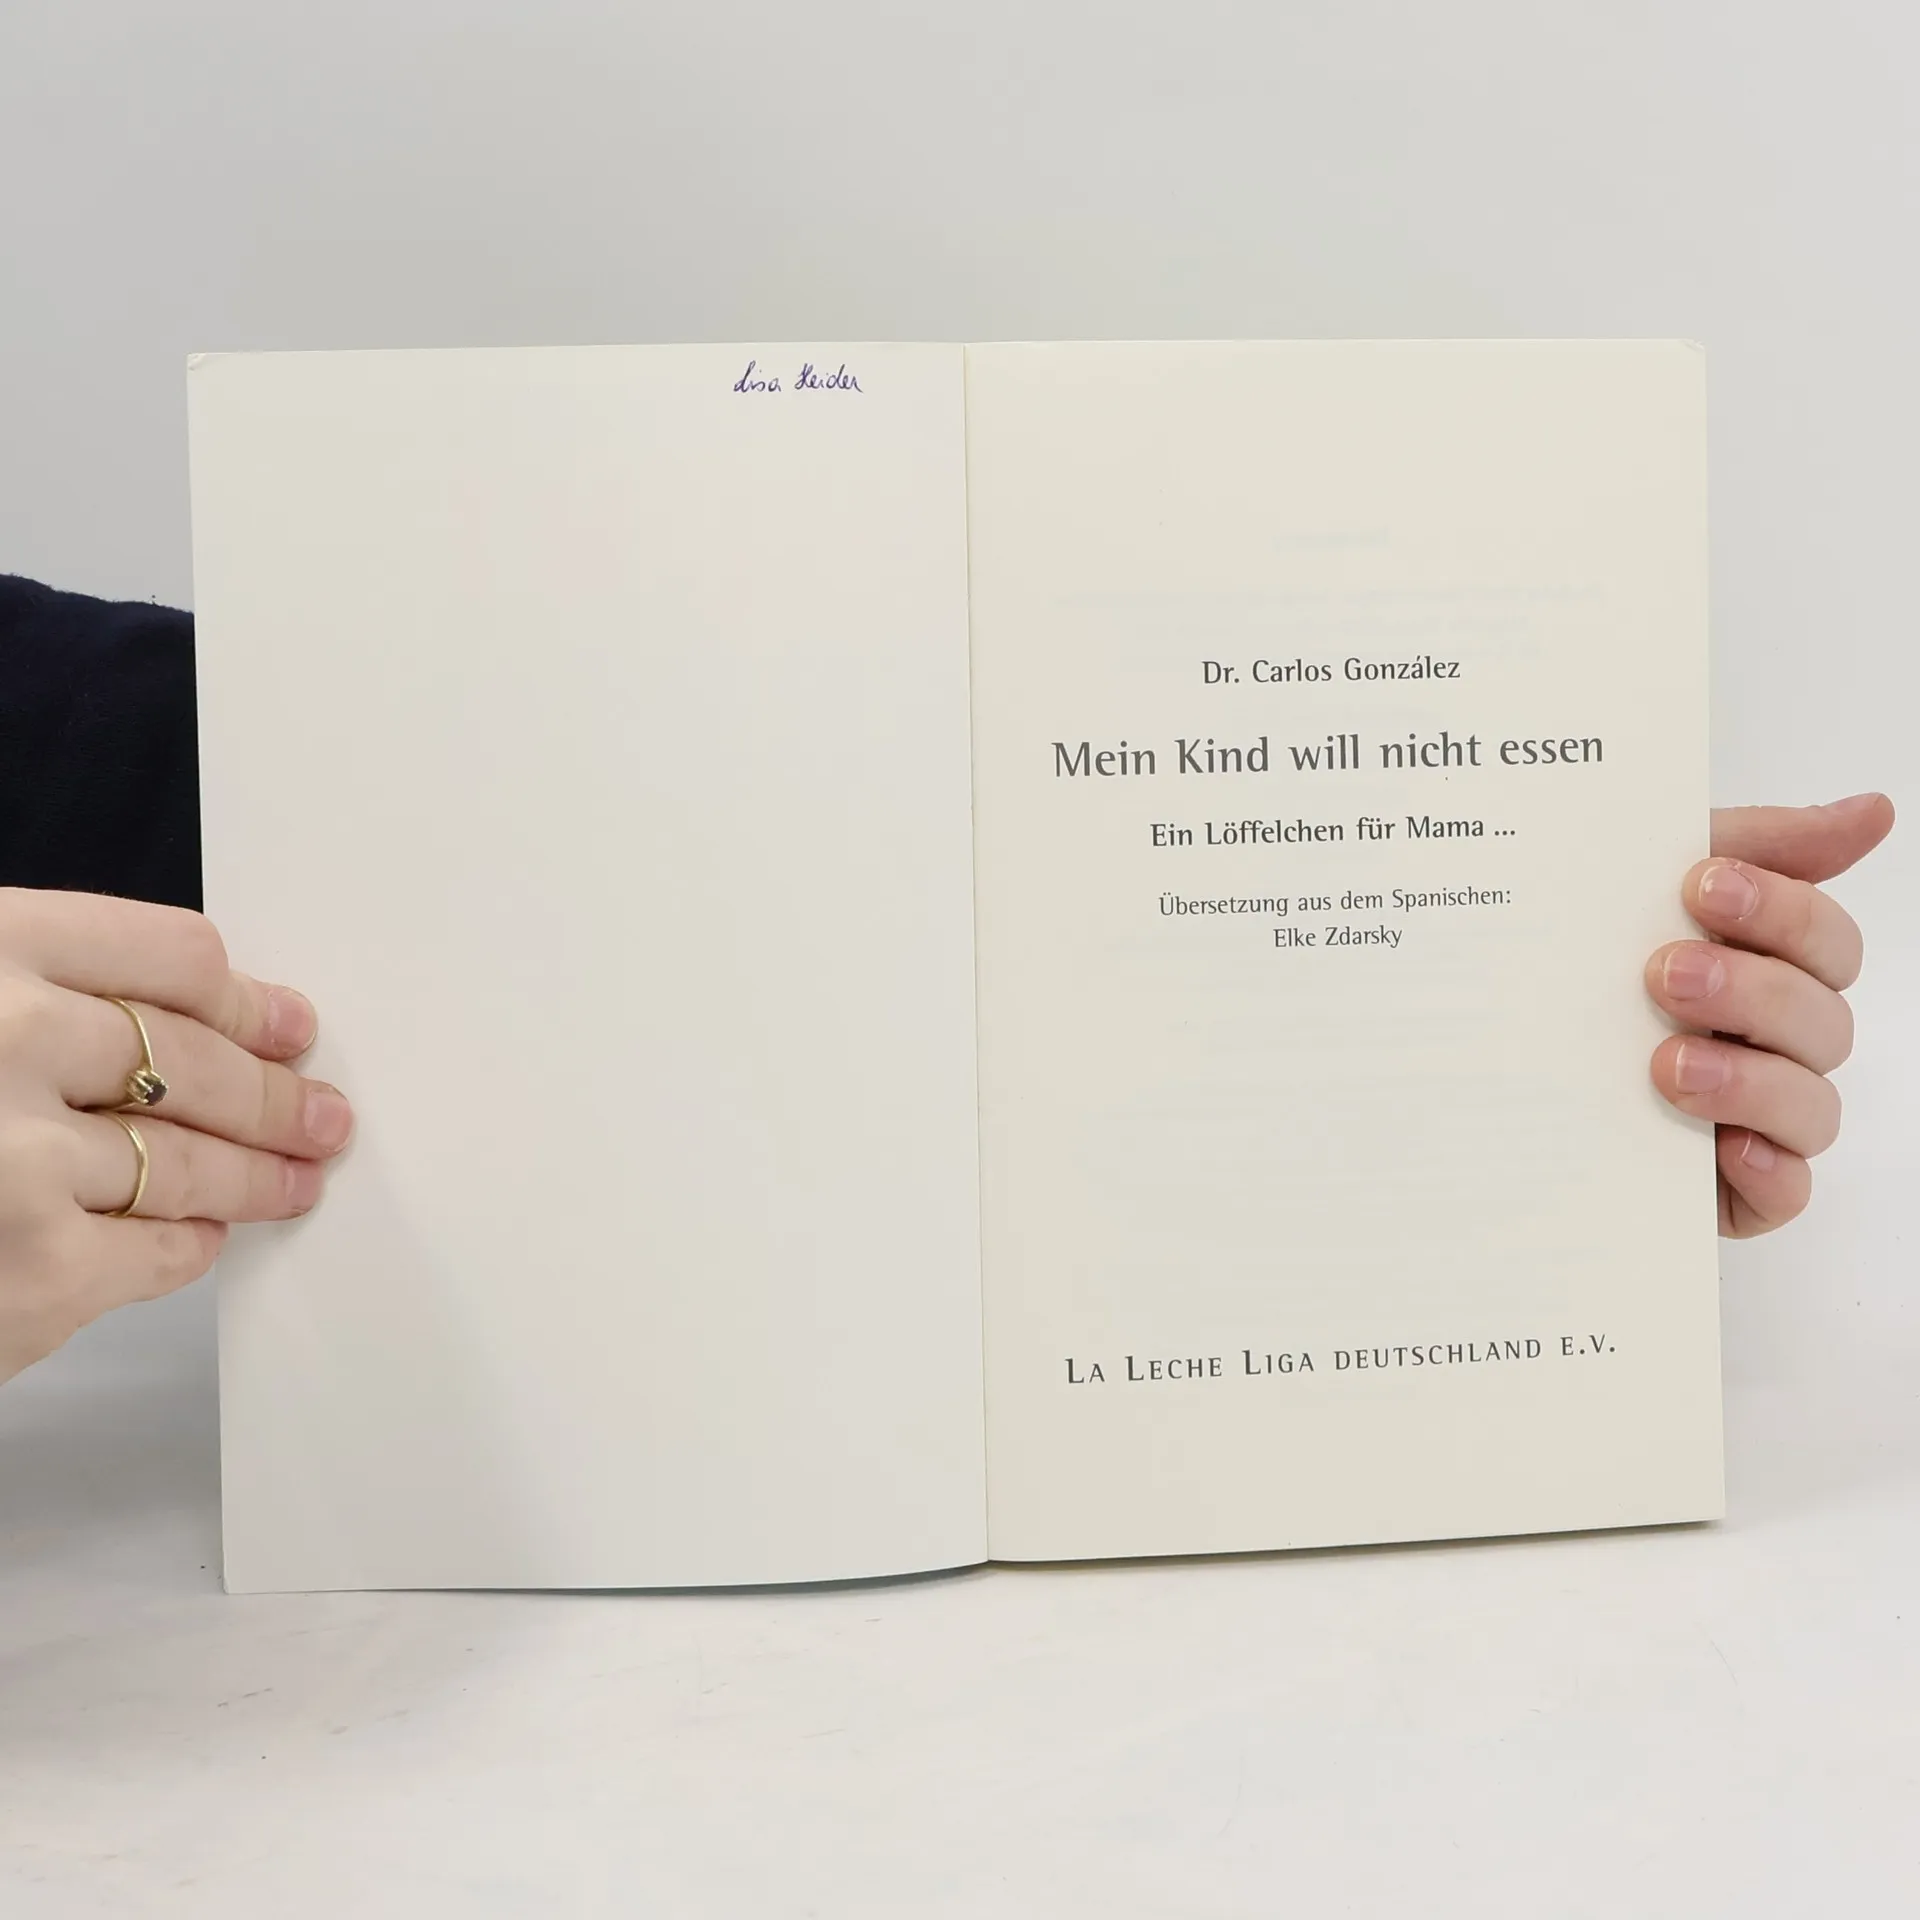 Lisa Heider
Dr. Carlos González
Mein Kind will nicht essen
Ein Löffelchen für Mama ...
Übersetzung aus dem Spanischen:
Elke Zdarsky
LA LECHE LIGA DEUTSCHLAND E.V.